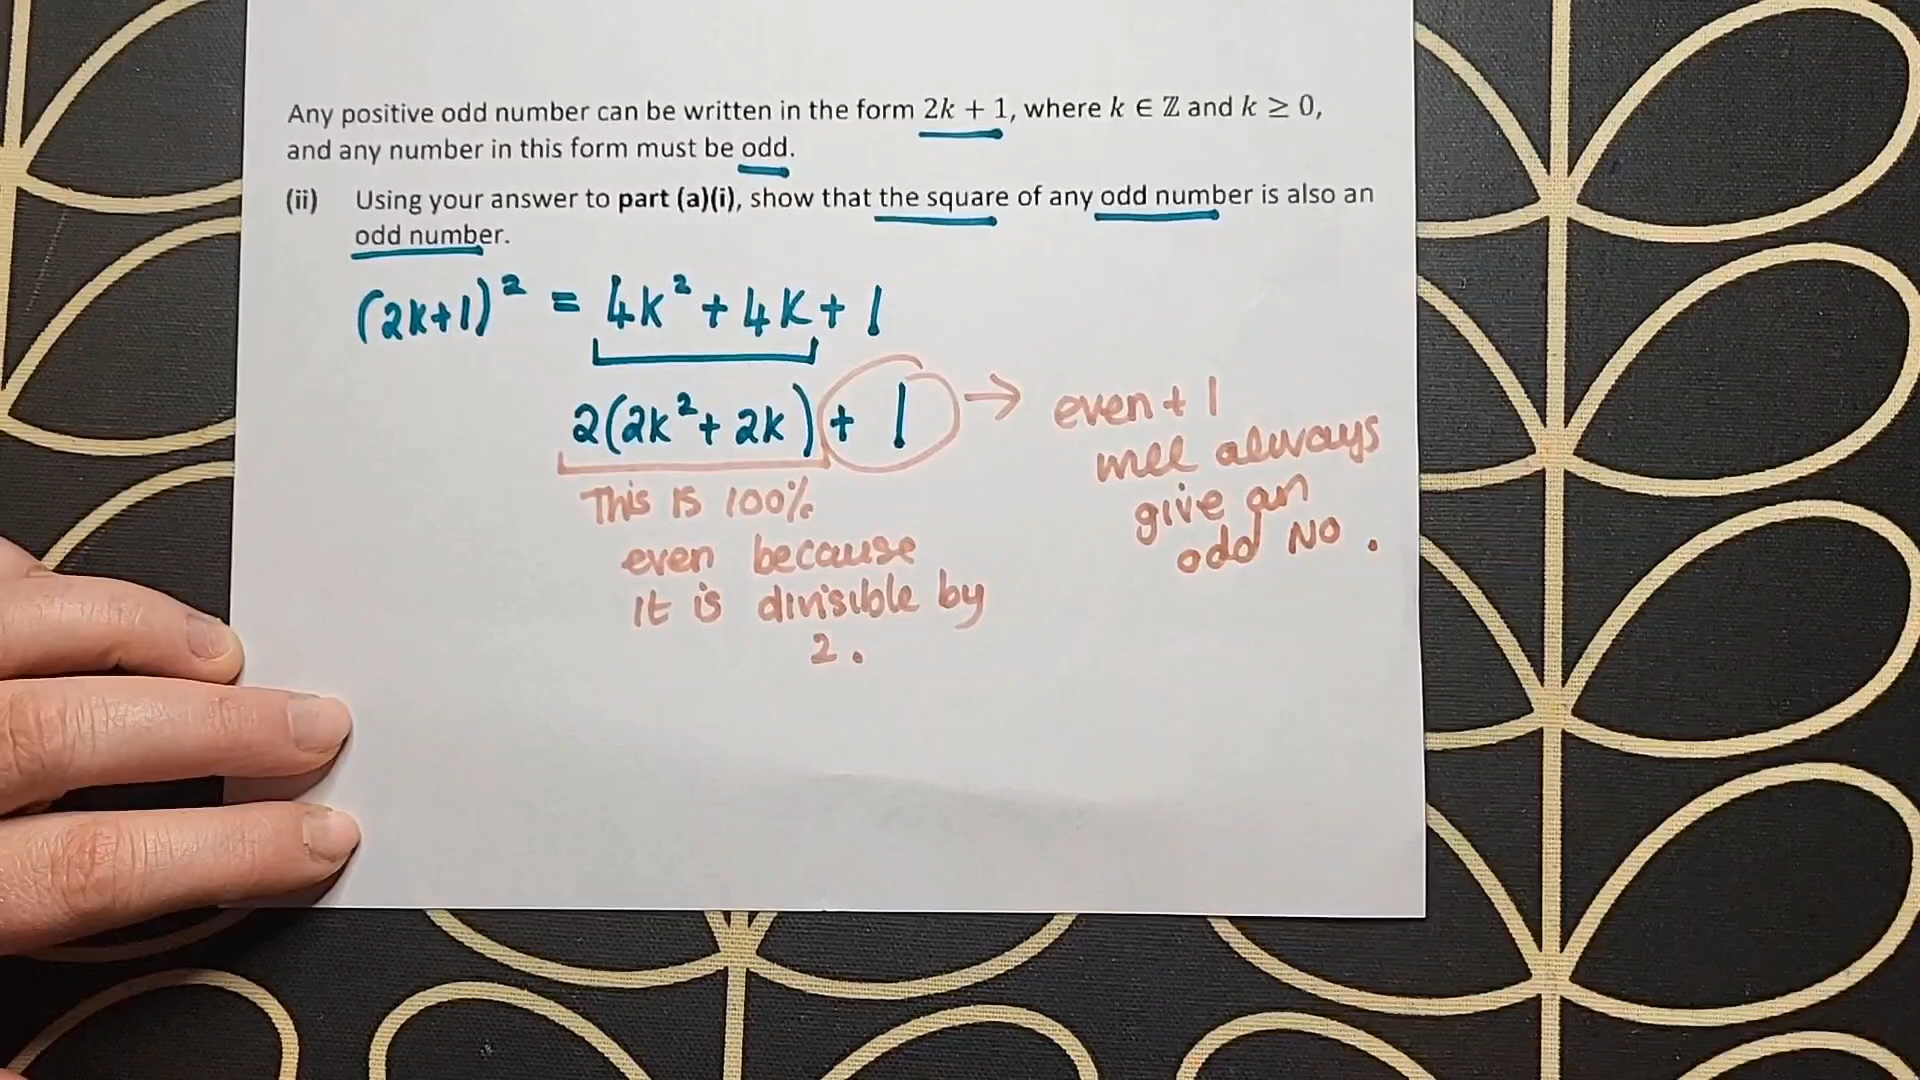 Any positive odd number can be written in the form 2k + 1, where k ∈ ℤ and k ≥ 0,
and any number in this form must be odd.
(ii) Using your answer to part (a)(i), show that the square of any odd number is also an
odd number.
(2k+1)² = 4k² + 4k + 1
2(2k² + 2k) + 1 → even + 1
will always
give an
odd No.
This is 100%
even because
it is divisible by
2.